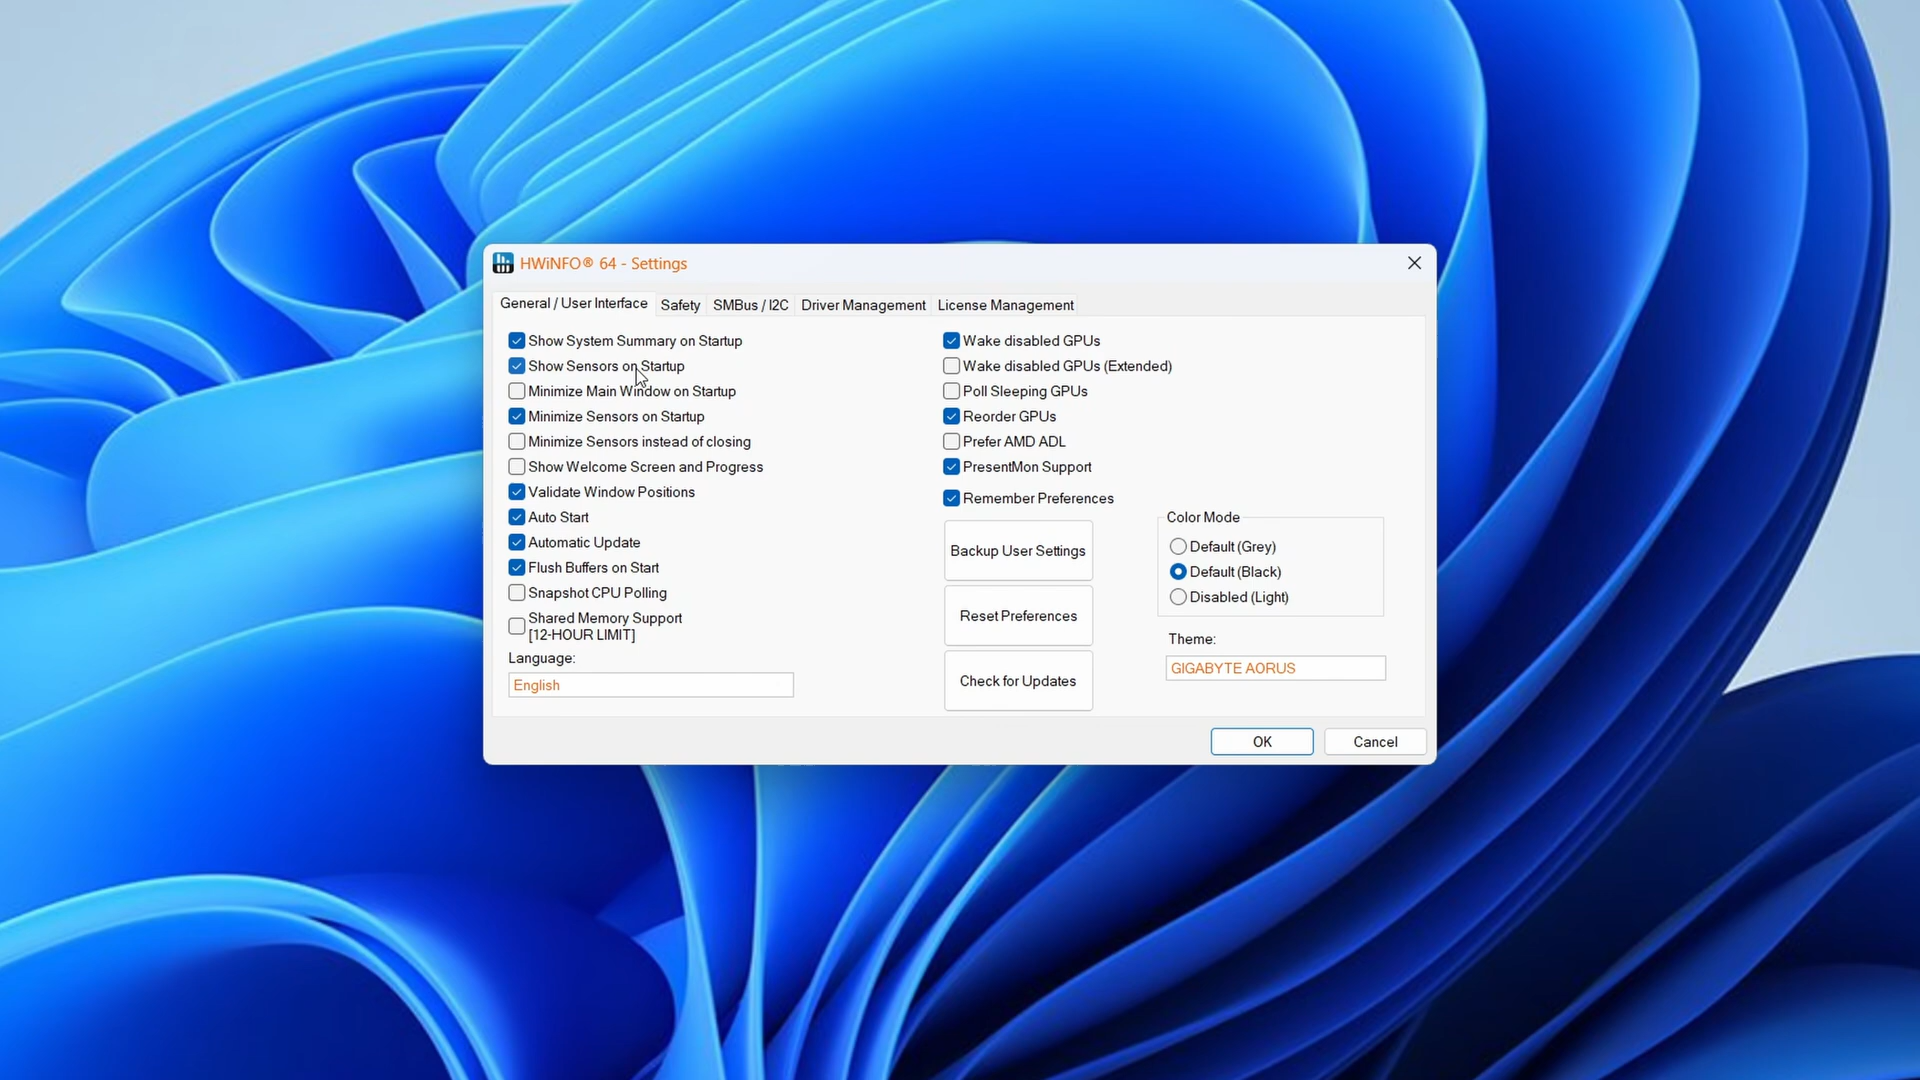 HWiNFO® 64 - Settings
General / User Interface Safety SMBus / I2C Driver Management License Management
Show System Summary on Startup
Show Sensors on Startup
Minimize Main Window on Startup
Minimize Sensors on Startup
Minimize Sensors instead of closing
Show Welcome Screen and Progress
Validate Window Positions
Auto Start
Automatic Update
Flush Buffers on Start
Snapshot CPU Polling
Shared Memory Support
[12-HOUR LIMIT]
Language:
English
Wake disabled GPUs
Wake disabled GPUs (Extended)
Poll Sleeping GPUs
Reorder GPUs
Prefer AMD ADL
PresentMon Support
Remember Preferences
Backup User Settings
Reset Preferences
Check for Updates
Color Mode
Default (Grey)
Default (Black)
Disabled (Light)
Theme:
GIGABYTE AORUS
OK Cancel